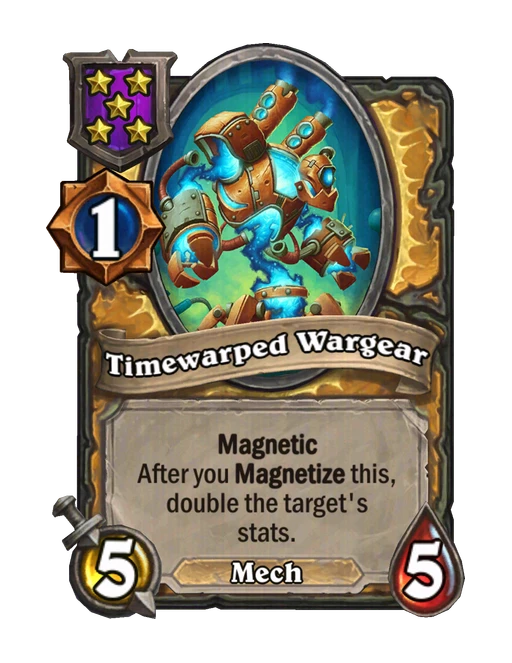 1
Timewarped Wargear
Magnetic
After you Magnetize this,
double the target's
stats.
5
Mech
5